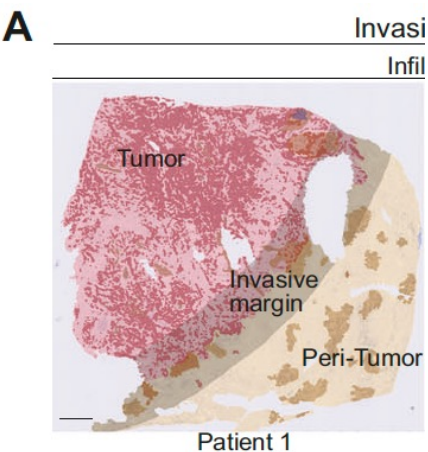 A
Invasi
Infil
Tumor
Invasive
margin
Peri-Tumor
Patient 1